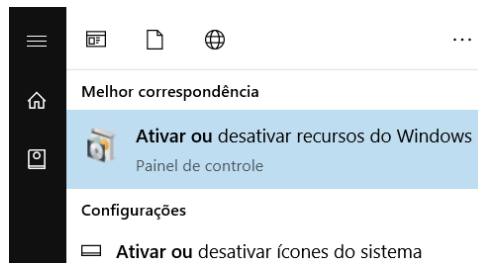 ...
Melhor correspondência
Ativar ou desativar recursos do Windows
Painel de controle
Configurações
Ativar ou desativar ícones do sistema